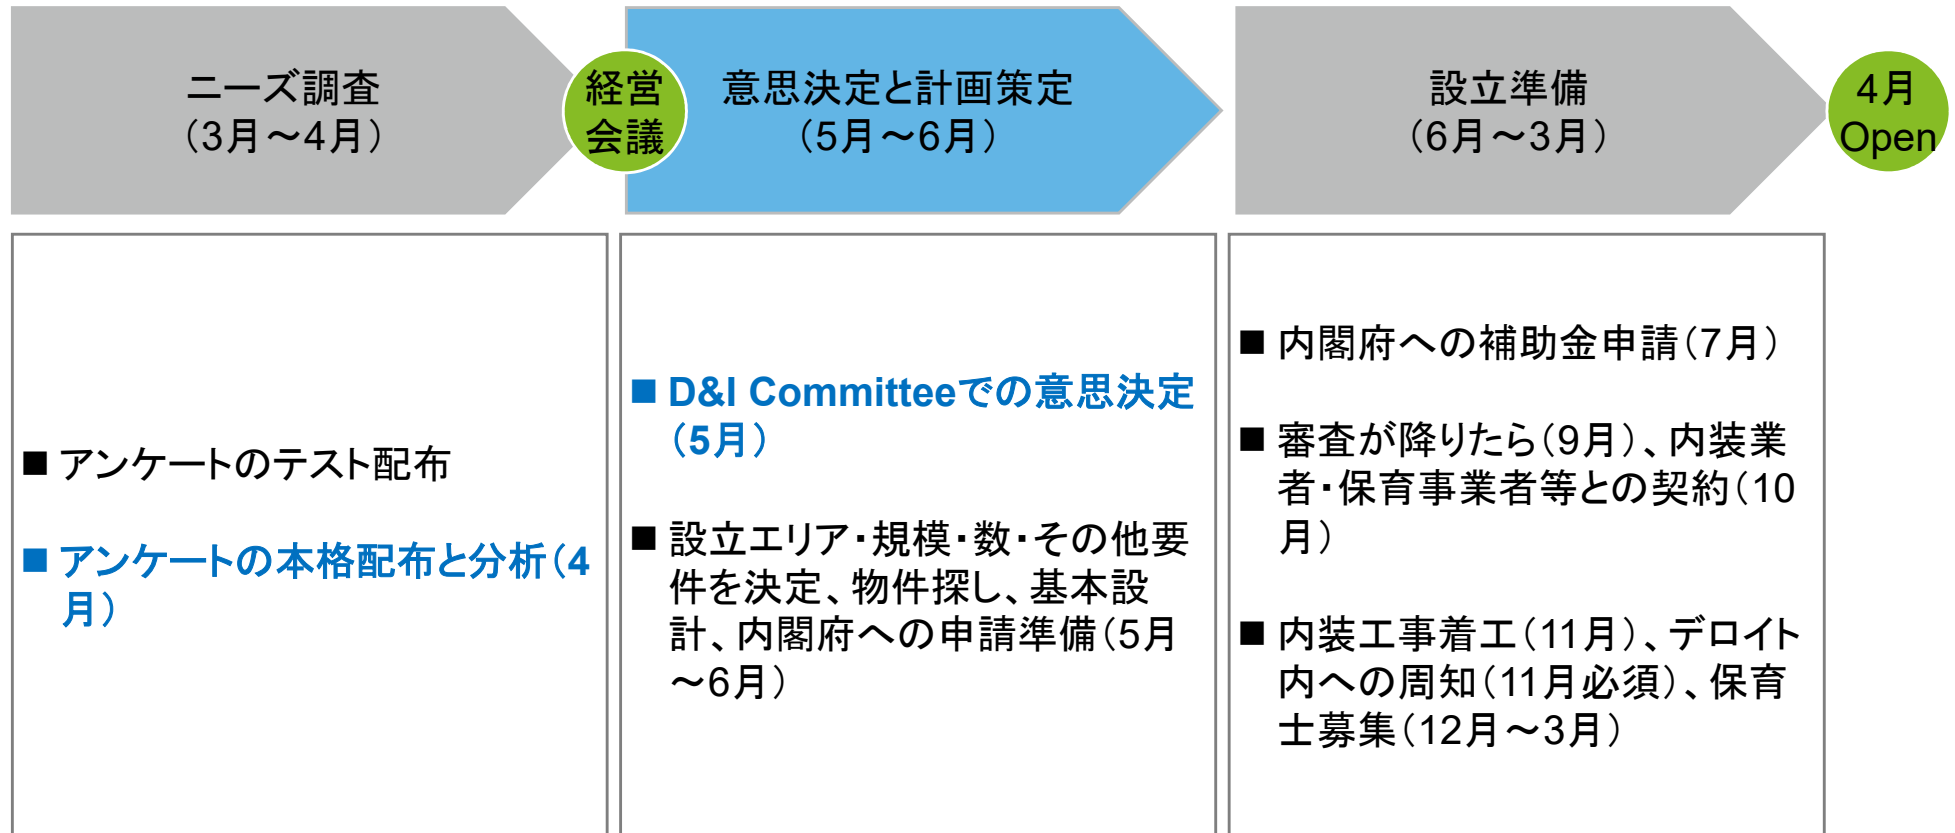 ニーズ調査
（3月～4月）
経営
会議
意思決定と計画策定
（5月～6月）
設立準備
（6月～3月）
4月
Open
■ アンケートのテスト配布
■ アンケートの本格配布と分析（4
月）
■ D&I Committeeでの意思決定
（5月）
■ 設立エリア・規模・数・その他要
件を決定、物件探し、基本設
計、内閣府への申請準備（5月
～6月）
■ 内閣府への補助金申請（7月）
■ 審査が降りたら（9月）、内装業
者・保育事業者等との契約（10
月）
■ 内装工事着工（11月）、デロイト
内への周知（11月必須）、保育
士募集（12月～3月）